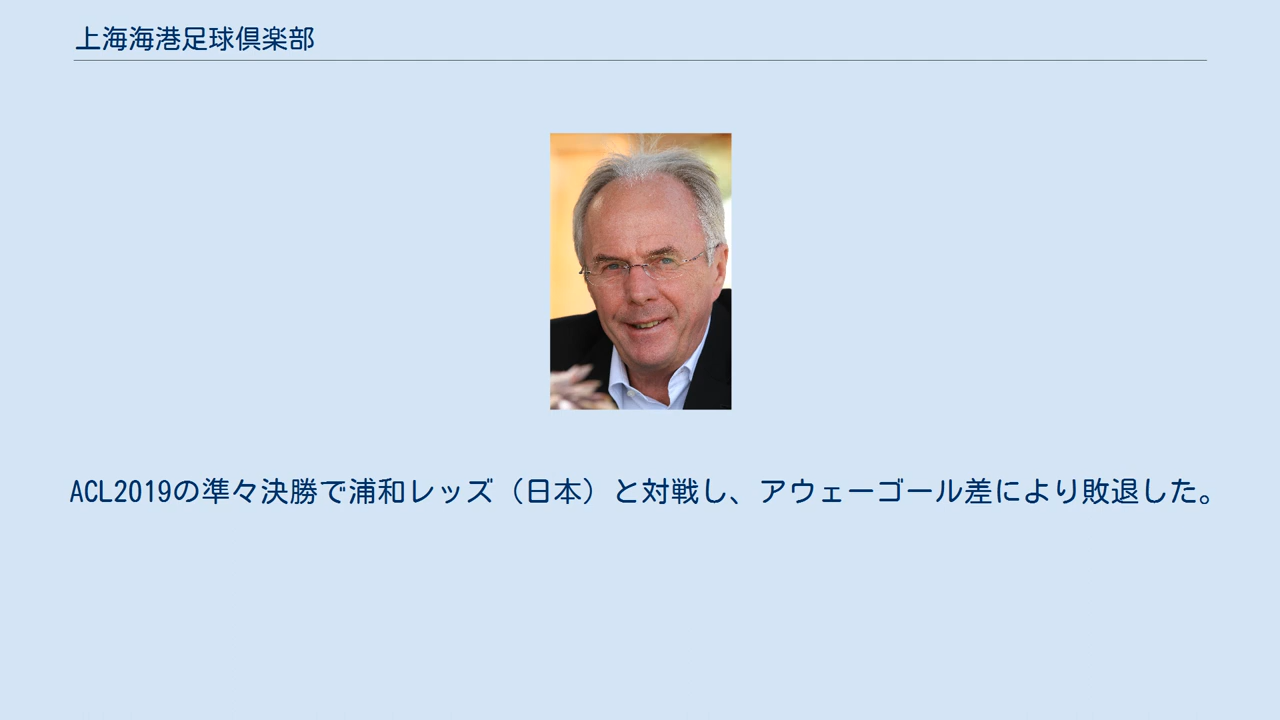 上海海港足球倶楽部
ACL2019の準々決勝で浦和レッズ（日本）と対戦し、アウェーゴール差により敗退した。